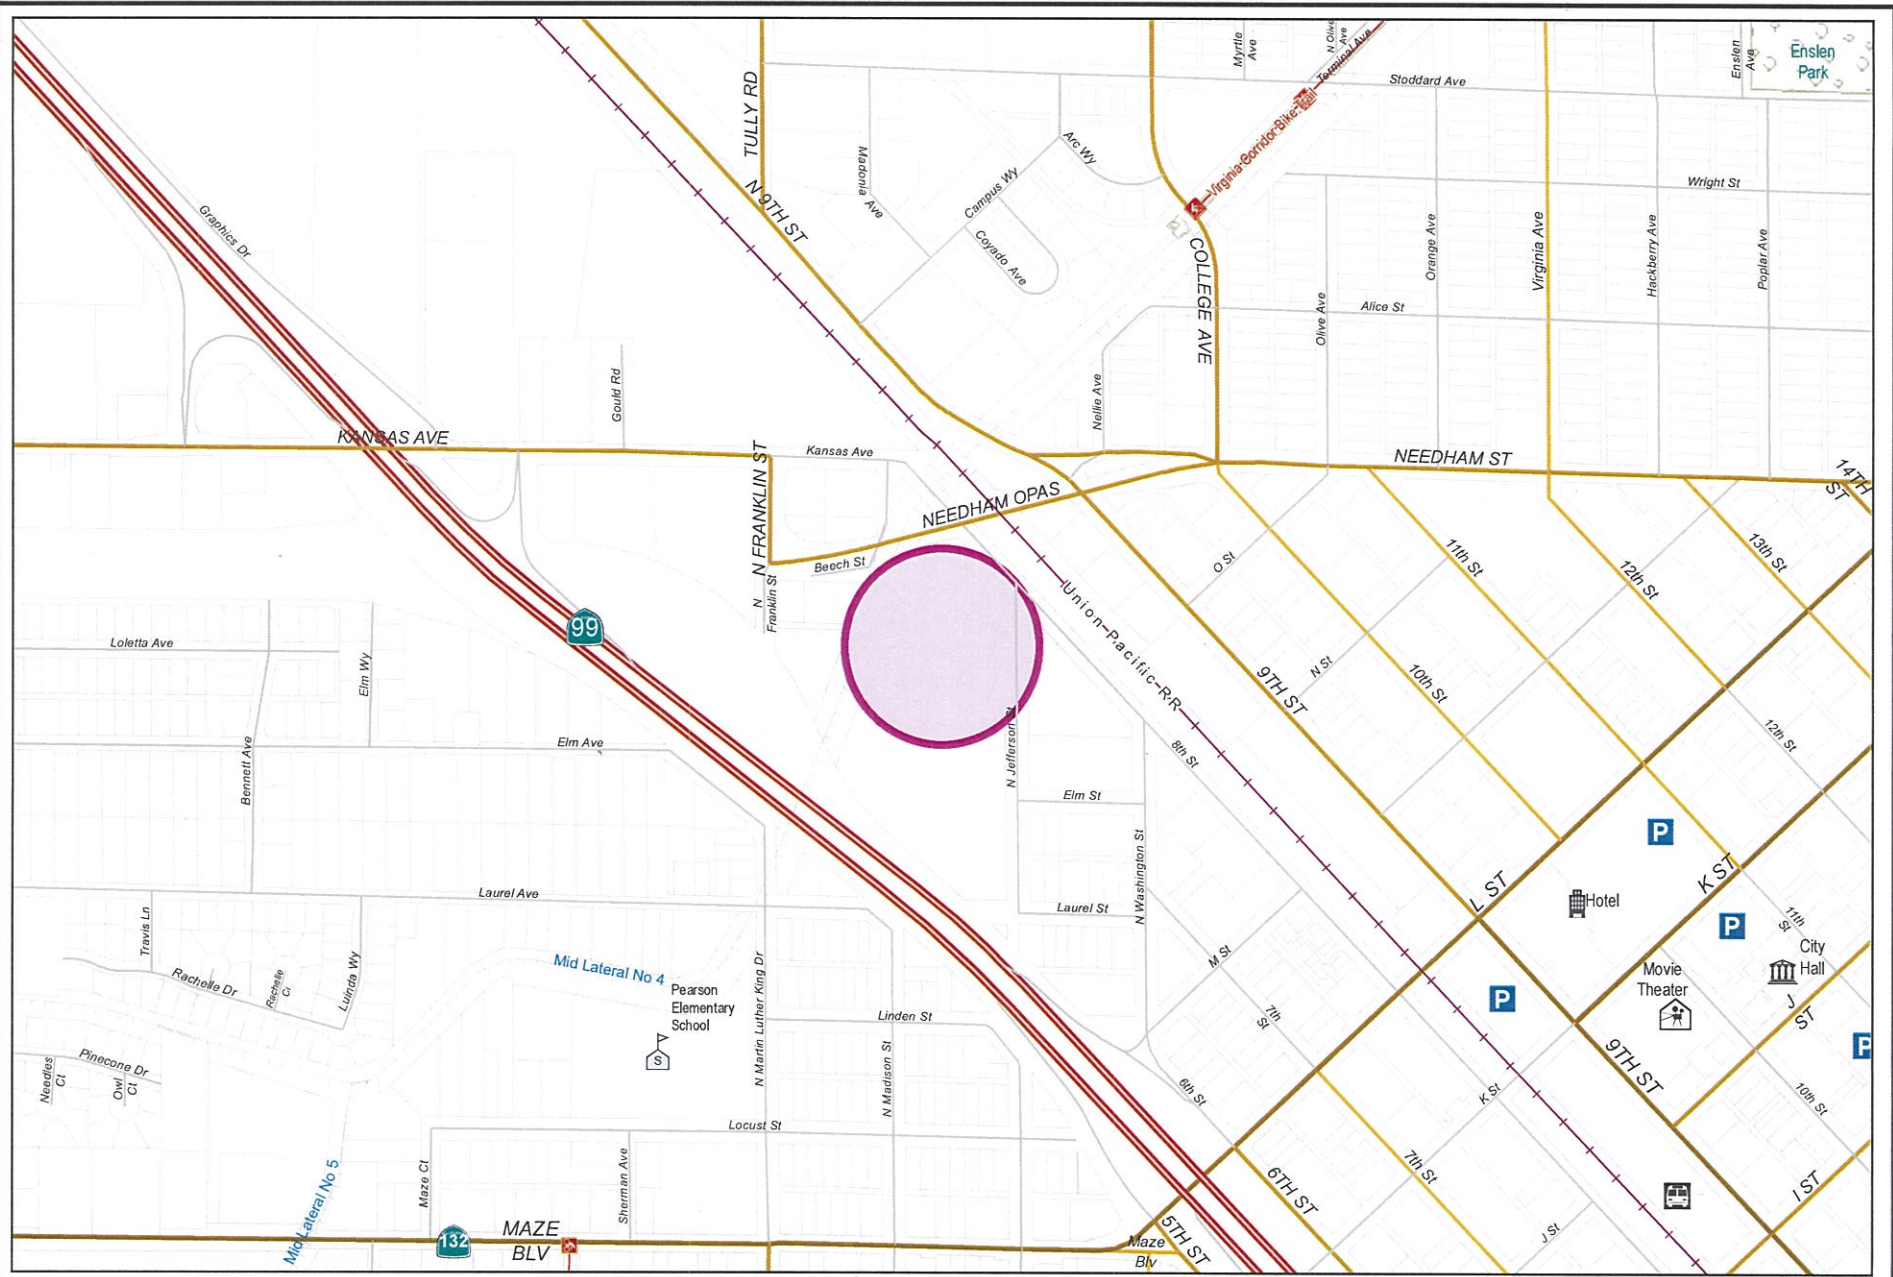 Myrtle
Ave
N Olive
Ave
Terminal Ave
Enslen
Ave
Enslen
Park
Stoddard Ave
TULLY RD
Virginia Corridor Bike Trail
Arc Wy
Madonia Ave
Campus Wy
Wright St
N 9TH ST
Graphics Dr
Coyado Ave
COLLEGE AVE
Orange Ave
Virginia Ave
Hackberry Ave
Poplar Ave
Olive Ave
Alice St
Gould Rd
Nellie Ave
KANSAS AVE
Kansas Ave
NEEDHAM ST
14TH
ST
N FRANKLIN ST
NEEDHAM OPAS
Beech St
N
Franklin St
O St
11th St
12th St
13th St
Union Pacific RR
99
Loletta Ave
Elm Wy
N St
9TH ST
10th St
12th St
Elm Ave
Bennett Ave
N Jefferson St
8th St
Elm St
P
N Washington St
L ST
K ST
Hotel
Laurel Ave
Laurel St
P
11th
St
City
Hall
Travis Ln
Rachelle Dr
Rachelle
Ct
Luinda Wy
Mid Lateral No 4
Pearson
Elementary
School
S
N Martin Luther King Dr
M St
Movie
Theater
P
J
ST
7th
St
Linden St
N Madison St
Pinecone Dr
Needles
Ct
Owl
Ct
9TH ST
P
6th St
K St
10th St
Locust St
Maze Ct
Sherman Ave
Mid Lateral No 5
7th St
6TH ST
I ST
132
MAZE
BLV
Maze
Blv
5TH ST
J St